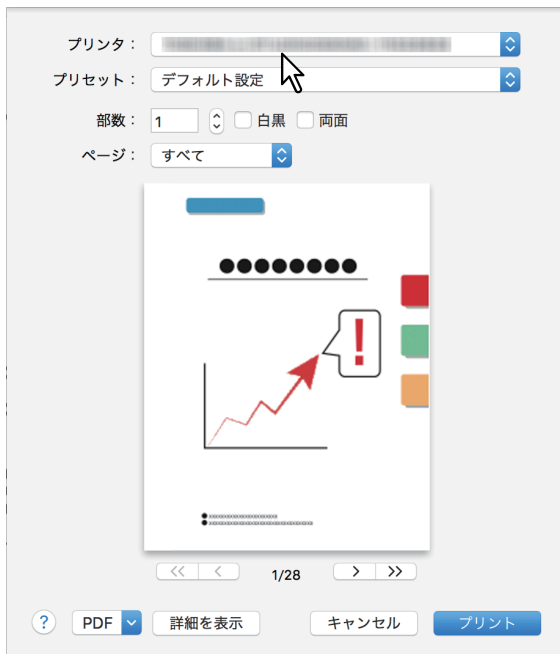 プリンタ：
プリセット： デフォルト設定
部数： 1 白黒 両面
ページ： すべて
!
1/28
? PDF 詳細を表示 キャンセル プリント